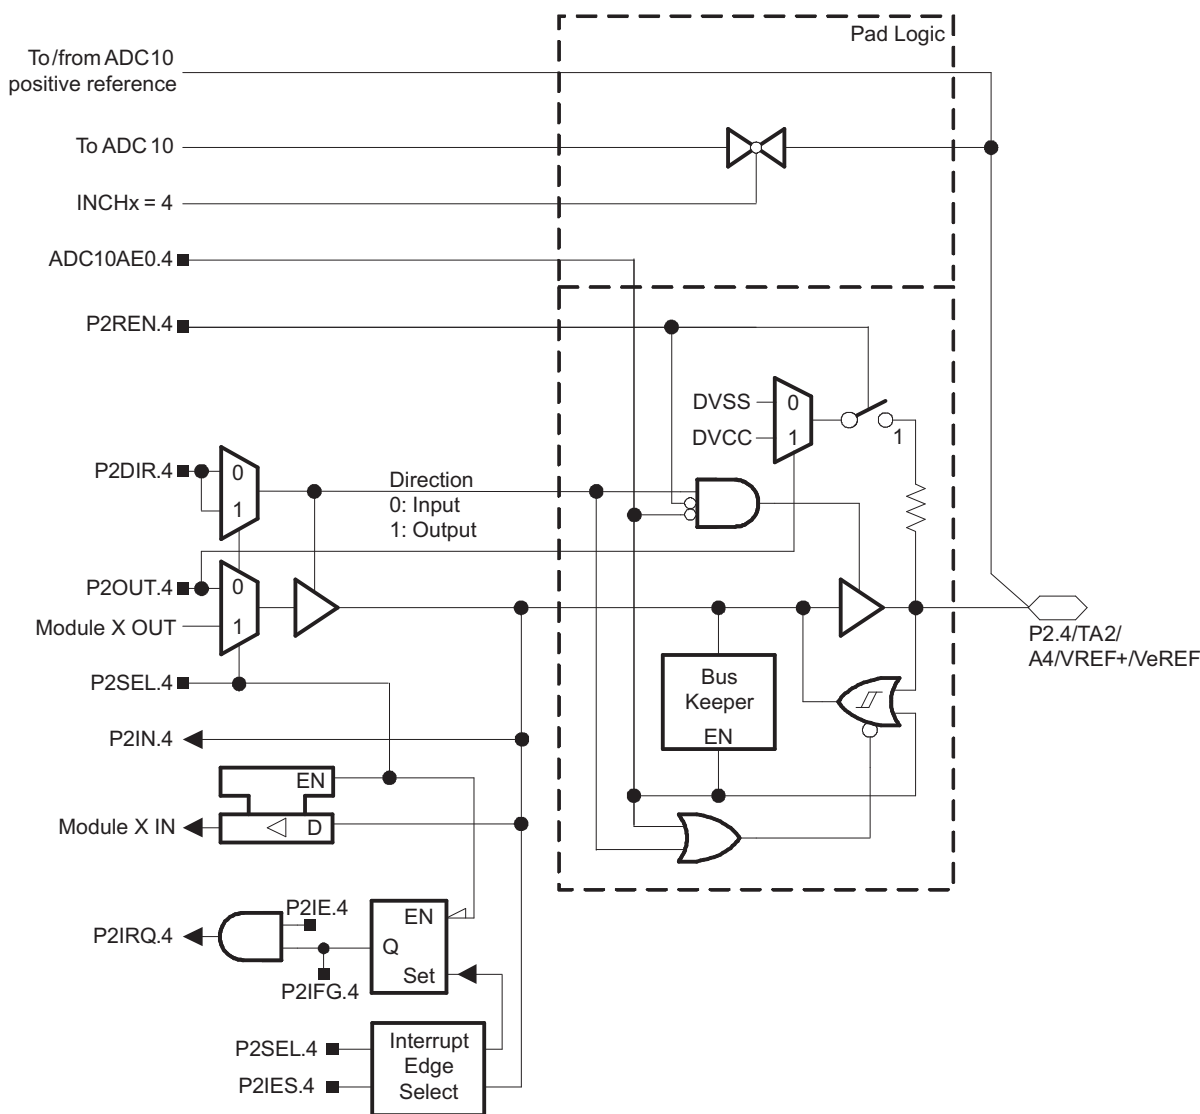 Pad Logic
To/from ADC10
positive reference
To ADC 10
INCHx = 4
ADC10AE0.4
P2REN.4
DVSS
0
DVCC
1
1
P2DIR.4
0
1
Direction
0: Input
1: Output
P2OUT.4
0
Module X OUT
1
P2.4/TA2/
A4/VREF+/VeREF
P2SEL.4
Bus
Keeper
EN
P2IN.4
EN
Module X IN
D
P2IE.4
EN
P2IRQ.4
Q
Set
P2IFG.4
P2SEL.4
Interrupt
Edge
Select
P2IES.4